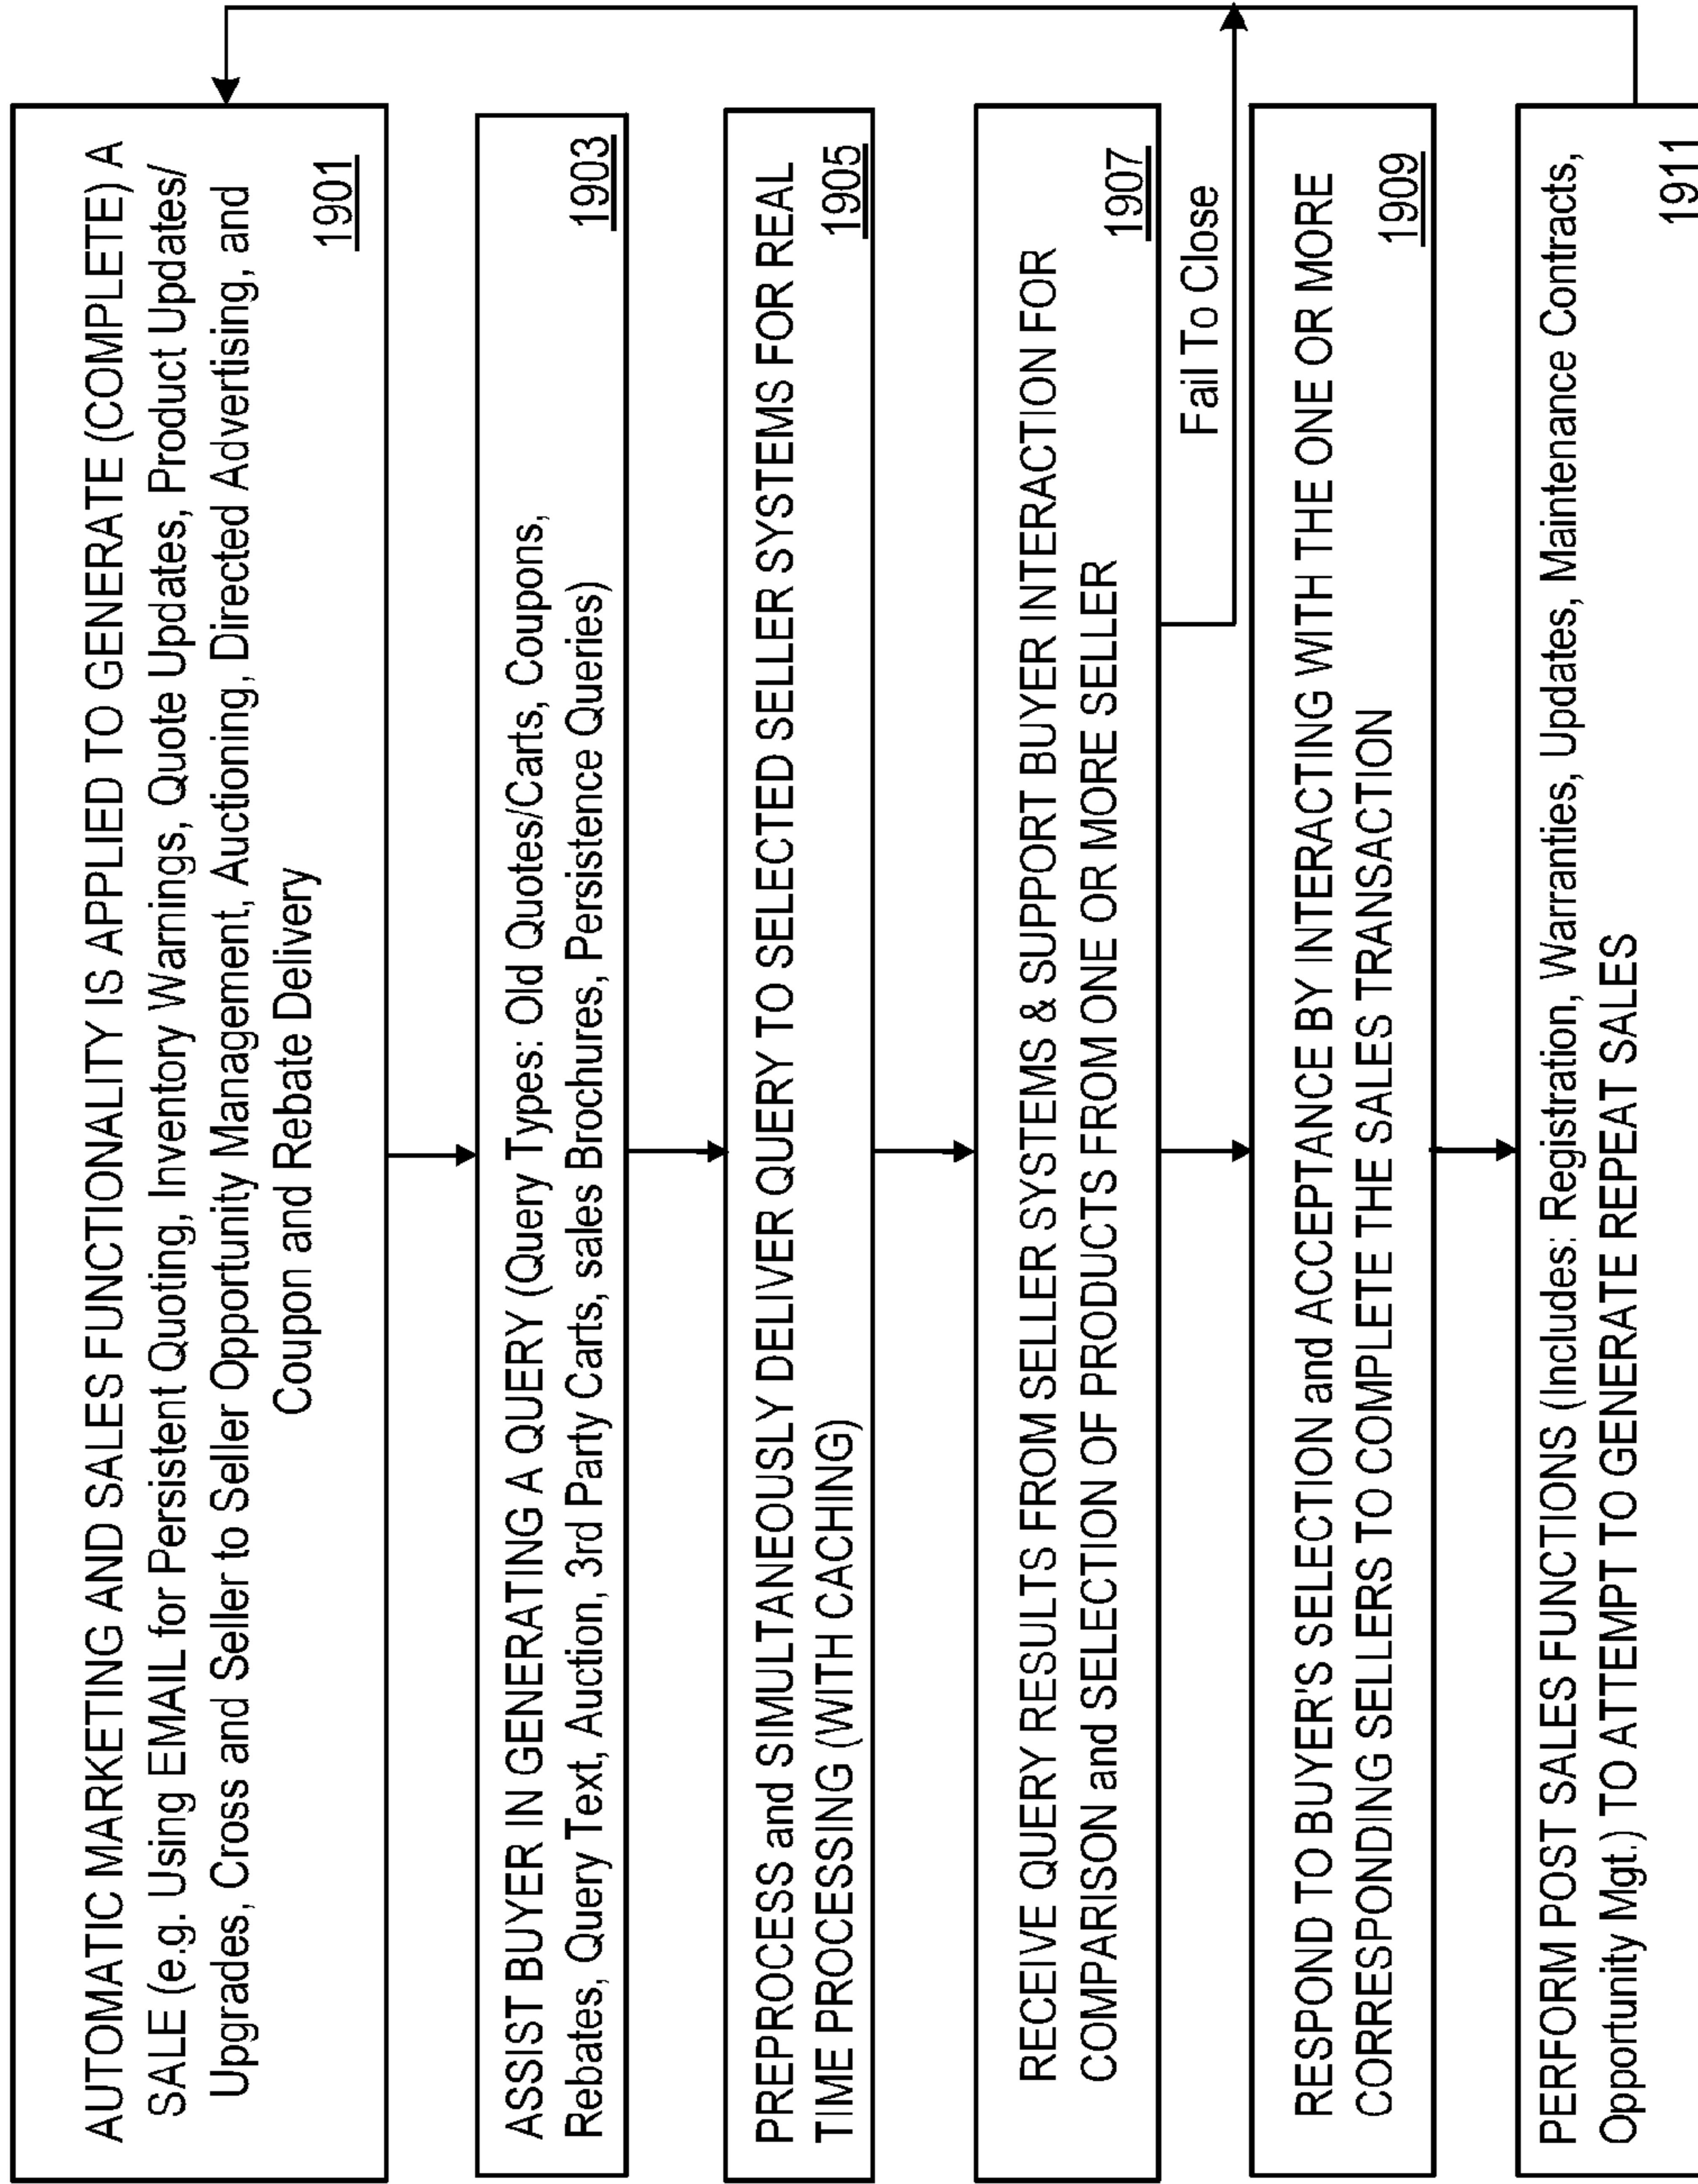 AUTOMATIC MARKETING AND SALES FUNCTIONALITY IS APPLIED TO GENERATE (COMPLETE) A
SALE (e.g. Using EMAIL for Persistent Quoting, Inventory Warnings, Quote Updates, Product Updates/
Upgrades, Cross and Seller to Seller Opportunity Management, Auctioning, Directed Advertising, and
Coupon and Rebate Delivery
1901
ASSIST BUYER IN GENERATING A QUERY (Query Types: Old Quotes/Carts, Coupons,
Rebates, Query Text, Auction, 3rd Party Carts, sales Brochures, Persistence Queries)
1903
PREPROCESS and SIMULTANEOUSLY DELIVER QUERY TO SELECTED SELLER SYSTEMS FOR REAL
TIME PROCESSING (WITH CACHING)
1905
RECEIVE QUERY RESULTS FROM SELLER SYSTEMS & SUPPORT BUYER INTERACTION FOR
COMPARISON and SELECTION OF PRODUCTS FROM ONE OR MORE SELLER
1907
Fail To Close
RESPOND TO BUYER'S SELECTION and ACCEPTANCE BY INTERACTING WITH THE ONE OR MORE
CORRESPONDING SELLERS TO COMPLETE THE SALES TRANSACTION
1909
PERFORM POST SALES FUNCTIONS (Includes: Registration, Warranties, Updates, Maintenance Contracts,
Opportunity Mgt.) TO ATTEMPT TO GENERATE REPEAT SALES
1911